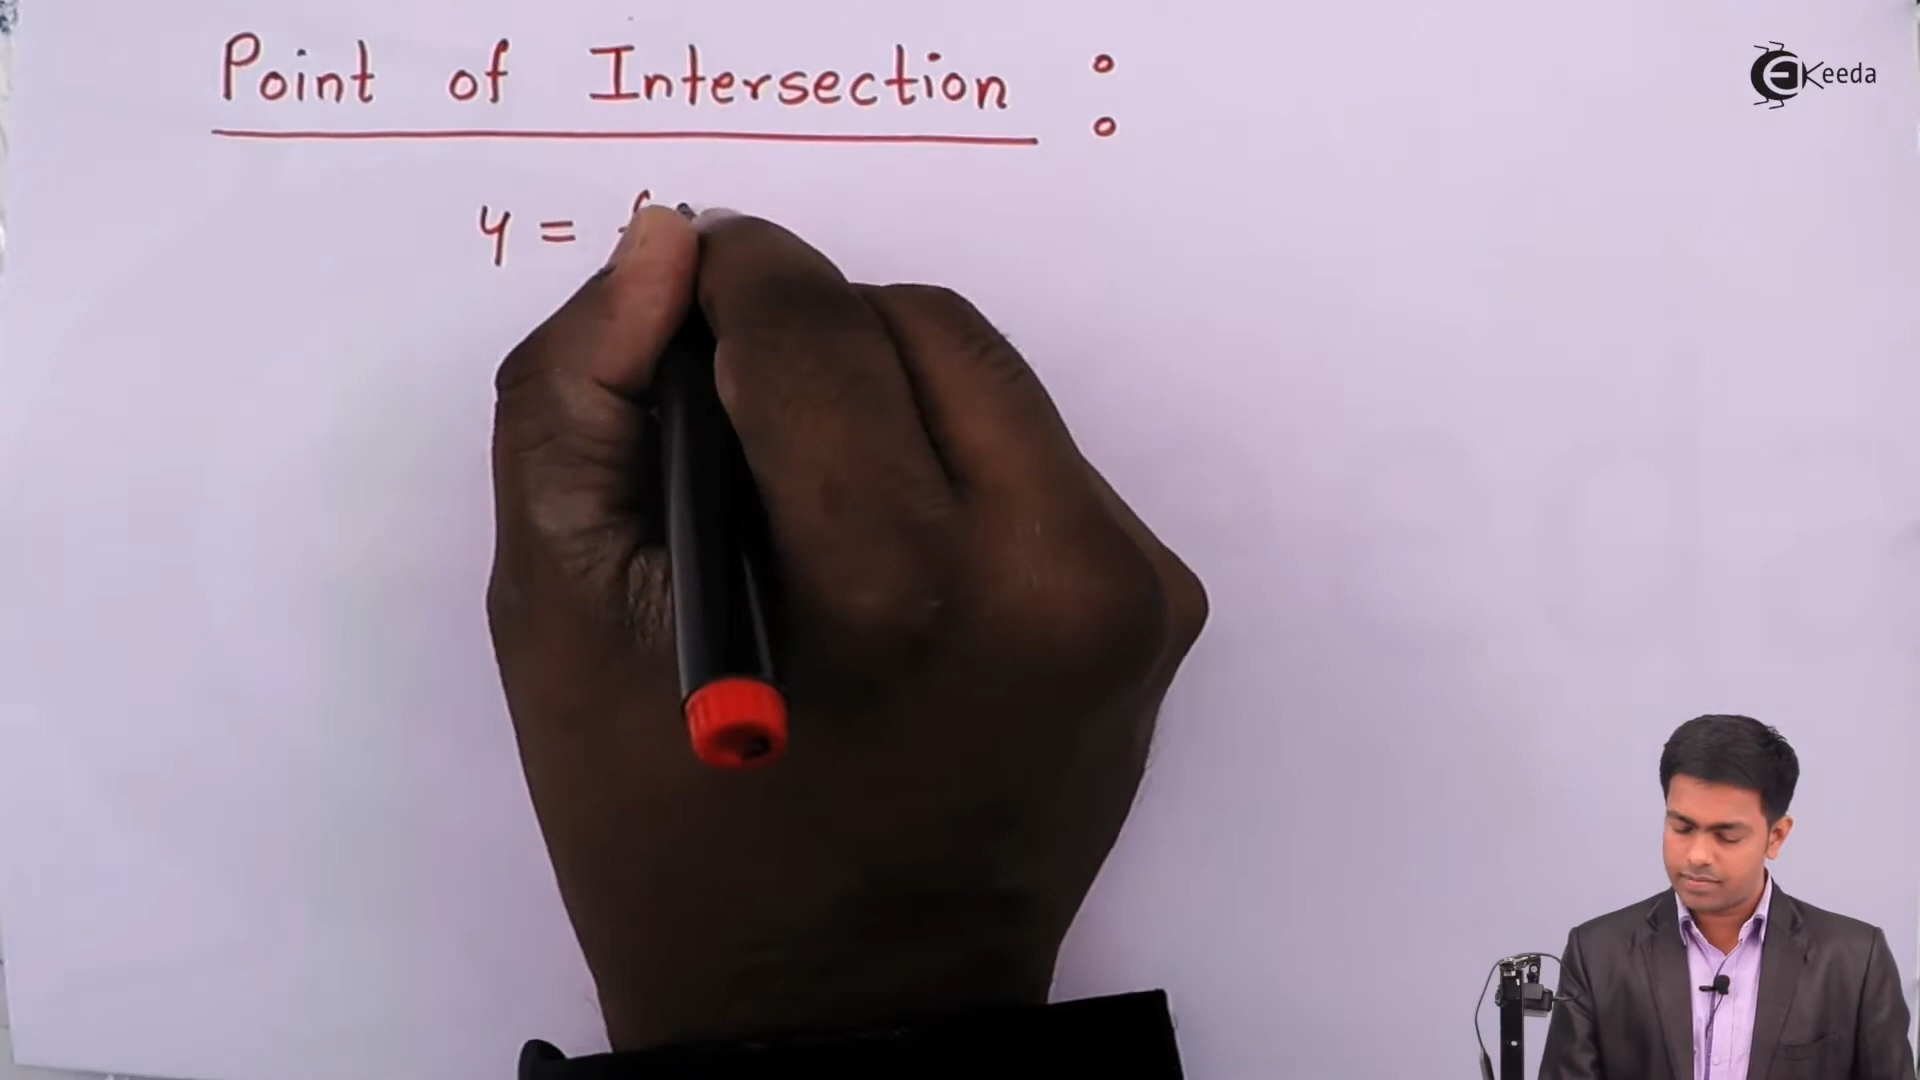 Point of Intersection :
y = f
Keeda